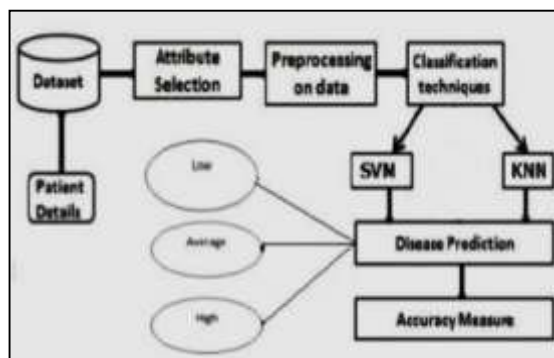 Dataset
Attribute
Selection
Preprocessing
on data
Classification
techniques
Patient
Details
SVM
KNN
Low
Average
High
Disease Prediction
Accuracy Measure